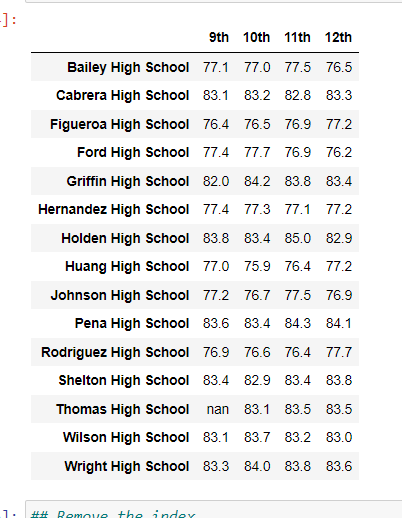 ]:
9th 10th 11th 12th
Bailey High School 77.1 77.0 77.5 76.5
Cabrera High School 83.1 83.2 82.8 83.3
Figueroa High School 76.4 76.5 76.9 77.2
Ford High School 77.4 77.7 76.9 76.2
Griffin High School 82.0 84.2 83.8 83.4
Hernandez High School 77.4 77.3 77.1 77.2
Holden High School 83.8 83.4 85.0 82.9
Huang High School 77.0 75.9 76.4 77.2
Johnson High School 77.2 76.7 77.5 76.9
Pena High School 83.6 83.4 84.3 84.1
Rodriguez High School 76.9 76.6 76.4 77.7
Shelton High School 83.4 82.9 83.4 83.8
Thomas High School nan 83.1 83.5 83.5
Wilson High School 83.1 83.7 83.2 83.0
Wright High School 83.3 84.0 83.8 83.6
]: ## Remove the index